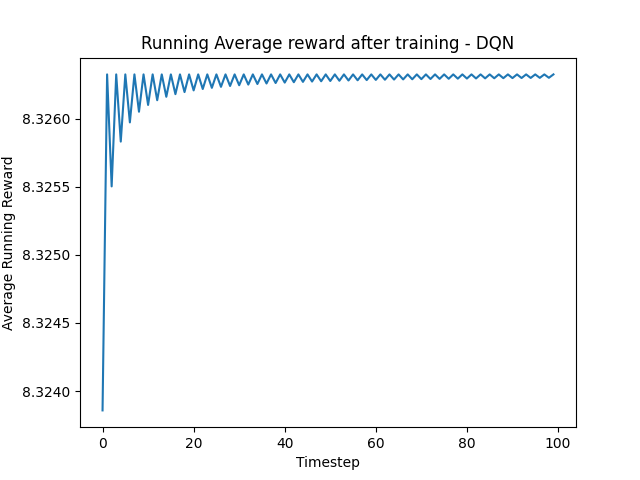 Running Average reward after training - DQN
8.3260
8.3255
8.3250
8.3245
8.3240
Average Running Reward
0 20 40 60 80 100
Timestep